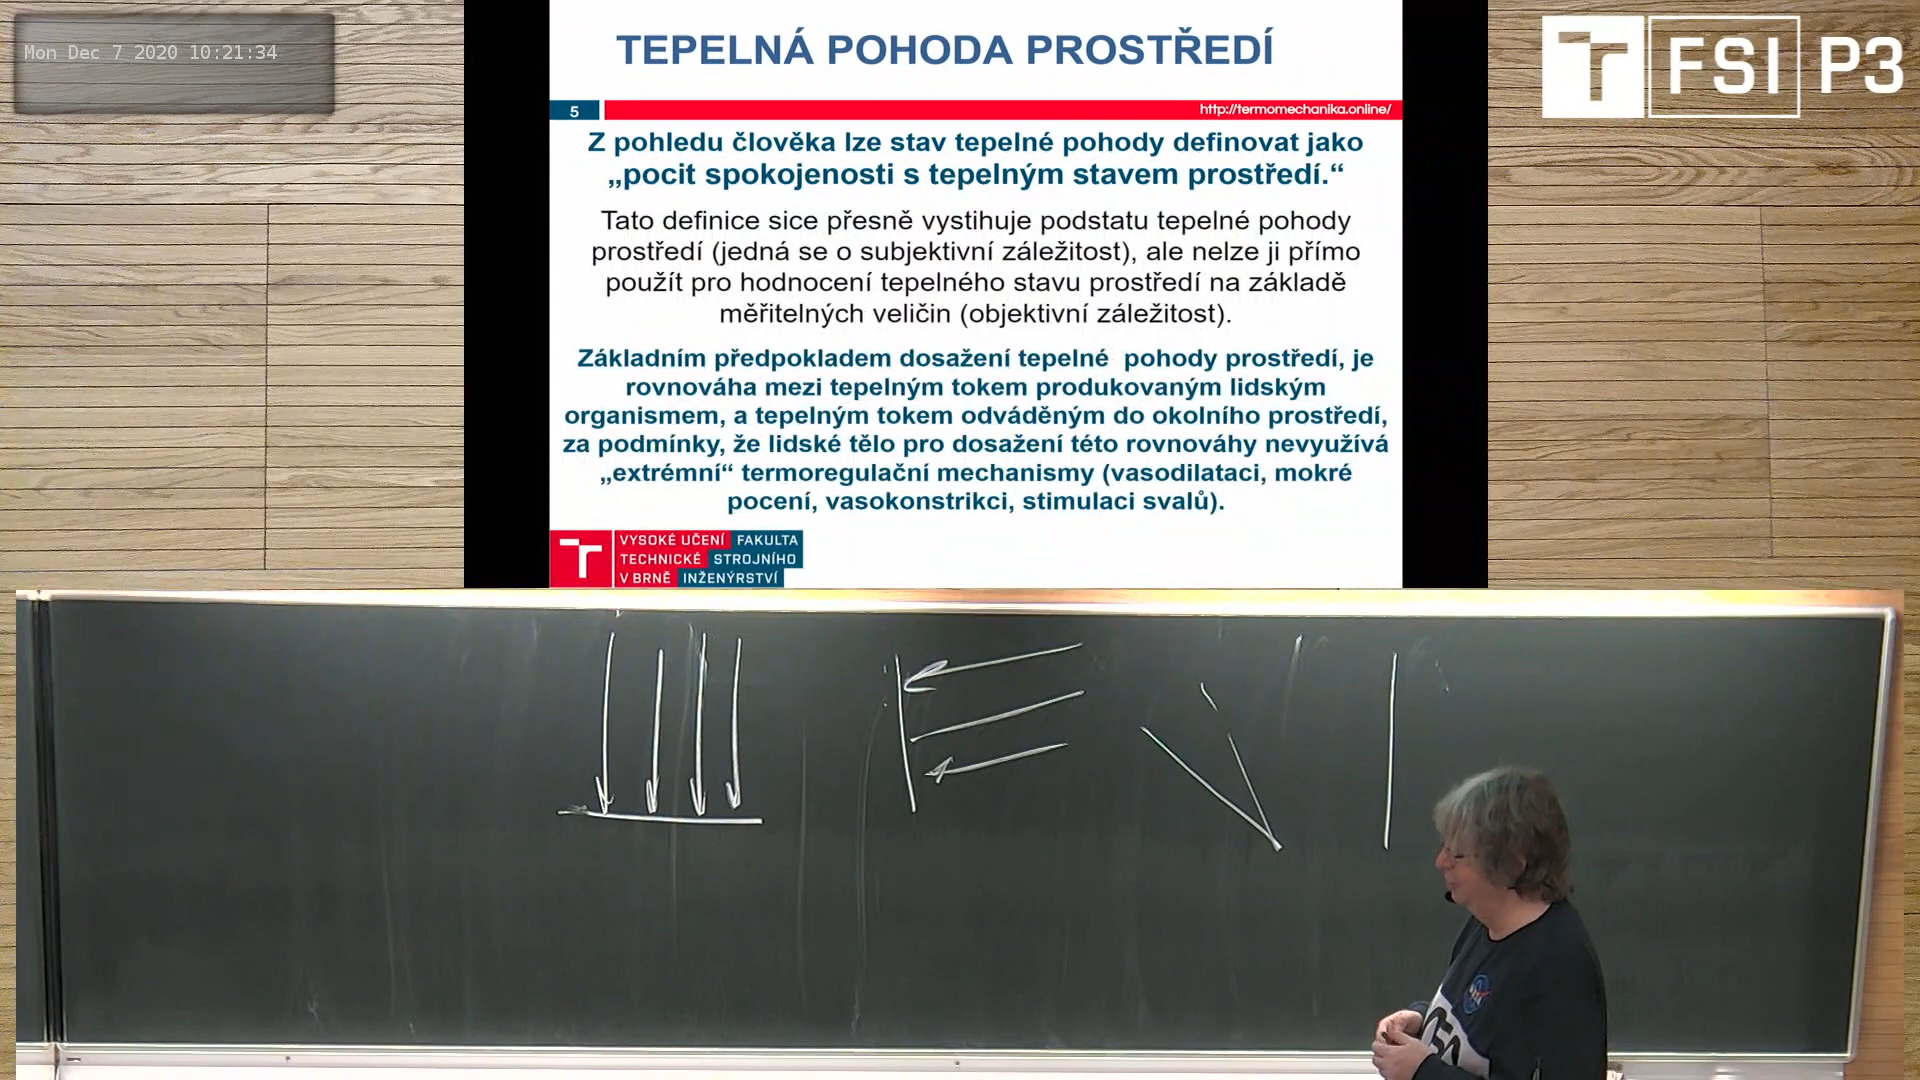 Mon Dec 7 2020 10:21:34
TEPELNÁ POHODA PROSTŘEDÍ
FSI P3
5
http://termomechanika.online/
Z pohledu člověka lze stav tepelné pohody definovat jako
„pocit spokojenosti s tepelným stavem prostředí.“
Tato definice sice přesně vystihuje podstatu tepelné pohody
prostředí (jedná se o subjektivní záležitost), ale nelze ji přímo
použít pro hodnocení tepelného stavu prostředí na základě
měřitelných veličin (objektivní záležitost).
Základním předpokladem dosažení tepelné pohody prostředí, je
rovnováha mezi tepelným tokem produkovaným lidským
organismem, a tepelným tokem odváděným do okolního prostředí,
za podmínky, že lidské tělo pro dosažení této rovnováhy nevyužívá
„extrémní“ termoregulační mechanismy (vasodilataci, mokré
pocení, vasokonstrikci, stimulaci svalů).
VYSOKÉ UČENÍ FAKULTA
TECHNICKÉ STROJNÍHO
V BRNĚ INŽENÝRSTVÍ